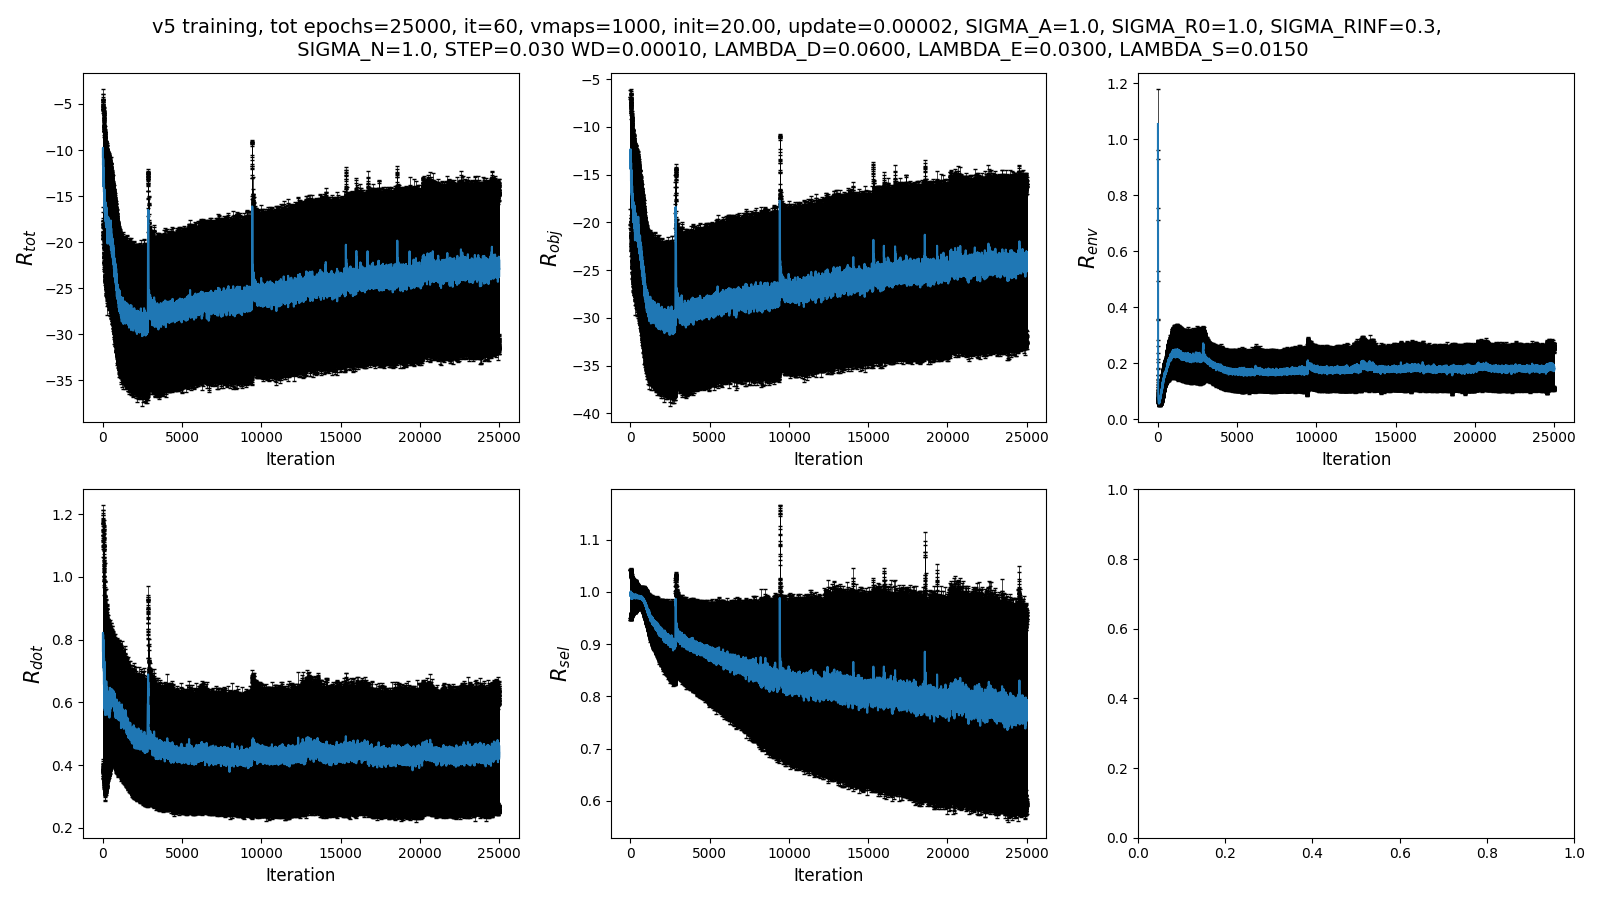 v5 training, tot epochs=25000, it=60, vmaps=1000, init=20.00, update=0.00002, SIGMA_A=1.0, SIGMA_R0=1.0, SIGMA_RINF=0.3,
SIGMA_N=1.0, STEP=0.030 WD=0.00010, LAMBDA_D=0.0600, LAMBDA_E=0.0300, LAMBDA_S=0.0150
R_tot
−5
−10
−15
−20
−25
−30
−35
0 5000 10000 15000 20000 25000
Iteration
R_obj
−5
−10
−15
−20
−25
−30
−35
−40
0 5000 10000 15000 20000 25000
Iteration
R_env
1.2
1.0
0.8
0.6
0.4
0.2
0.0
0 5000 10000 15000 20000 25000
Iteration
R_dot
1.2
1.0
0.8
0.6
0.4
0.2
0 5000 10000 15000 20000 25000
Iteration
R_sel
1.1
1.0
0.9
0.8
0.7
0.6
0 5000 10000 15000 20000 25000
Iteration
1.0
0.8
0.6
0.4
0.2
0.0
0.0 0.2 0.4 0.6 0.8 1.0